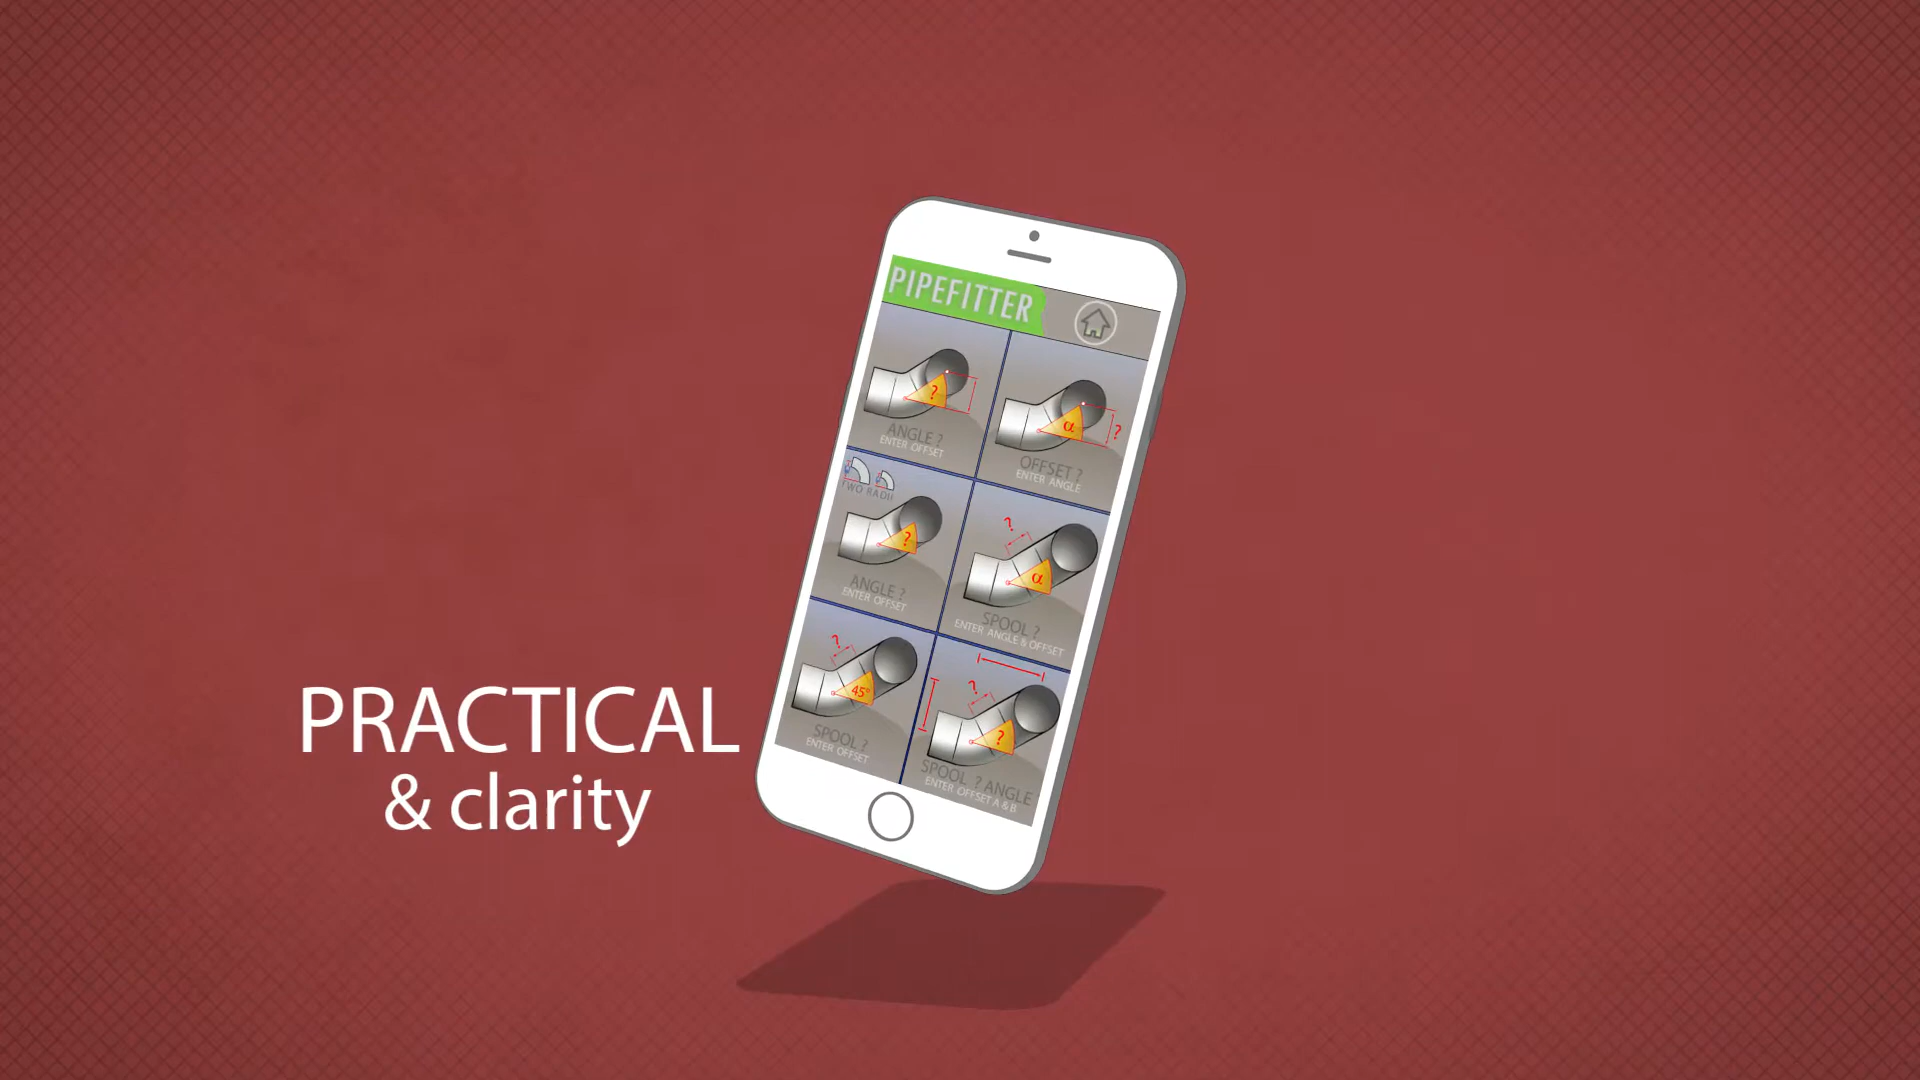 PIPEFITTER
?
ANGLE ?
ENTER OFFSET
α
?
OFFSET ?
ENTER ANGLE
TWO RADII
?
ANGLE ?
ENTER OFFSET
?
α
SPOOL ?
ENTER ANGLE & OFFSET
?
45°
SPOOL ?
ENTER OFFSET
?
?
SPOOL ? ANGLE
ENTER OFFSET A & B
PRACTICAL
& clarity